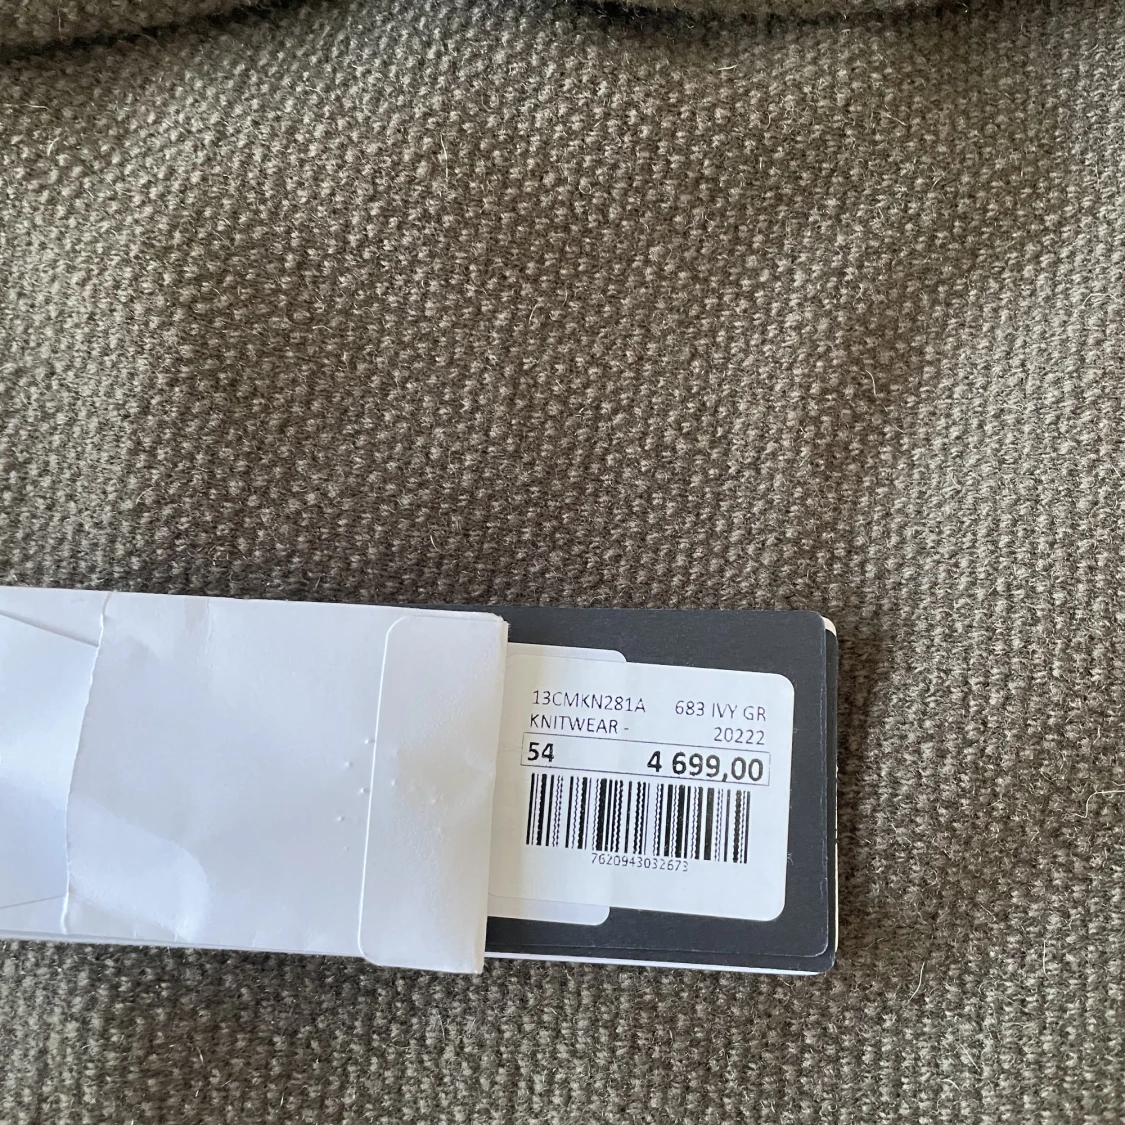 13CMKN281A 683 IVY GR
KNITWEAR - 20222
54 4 699,00
7620943032673